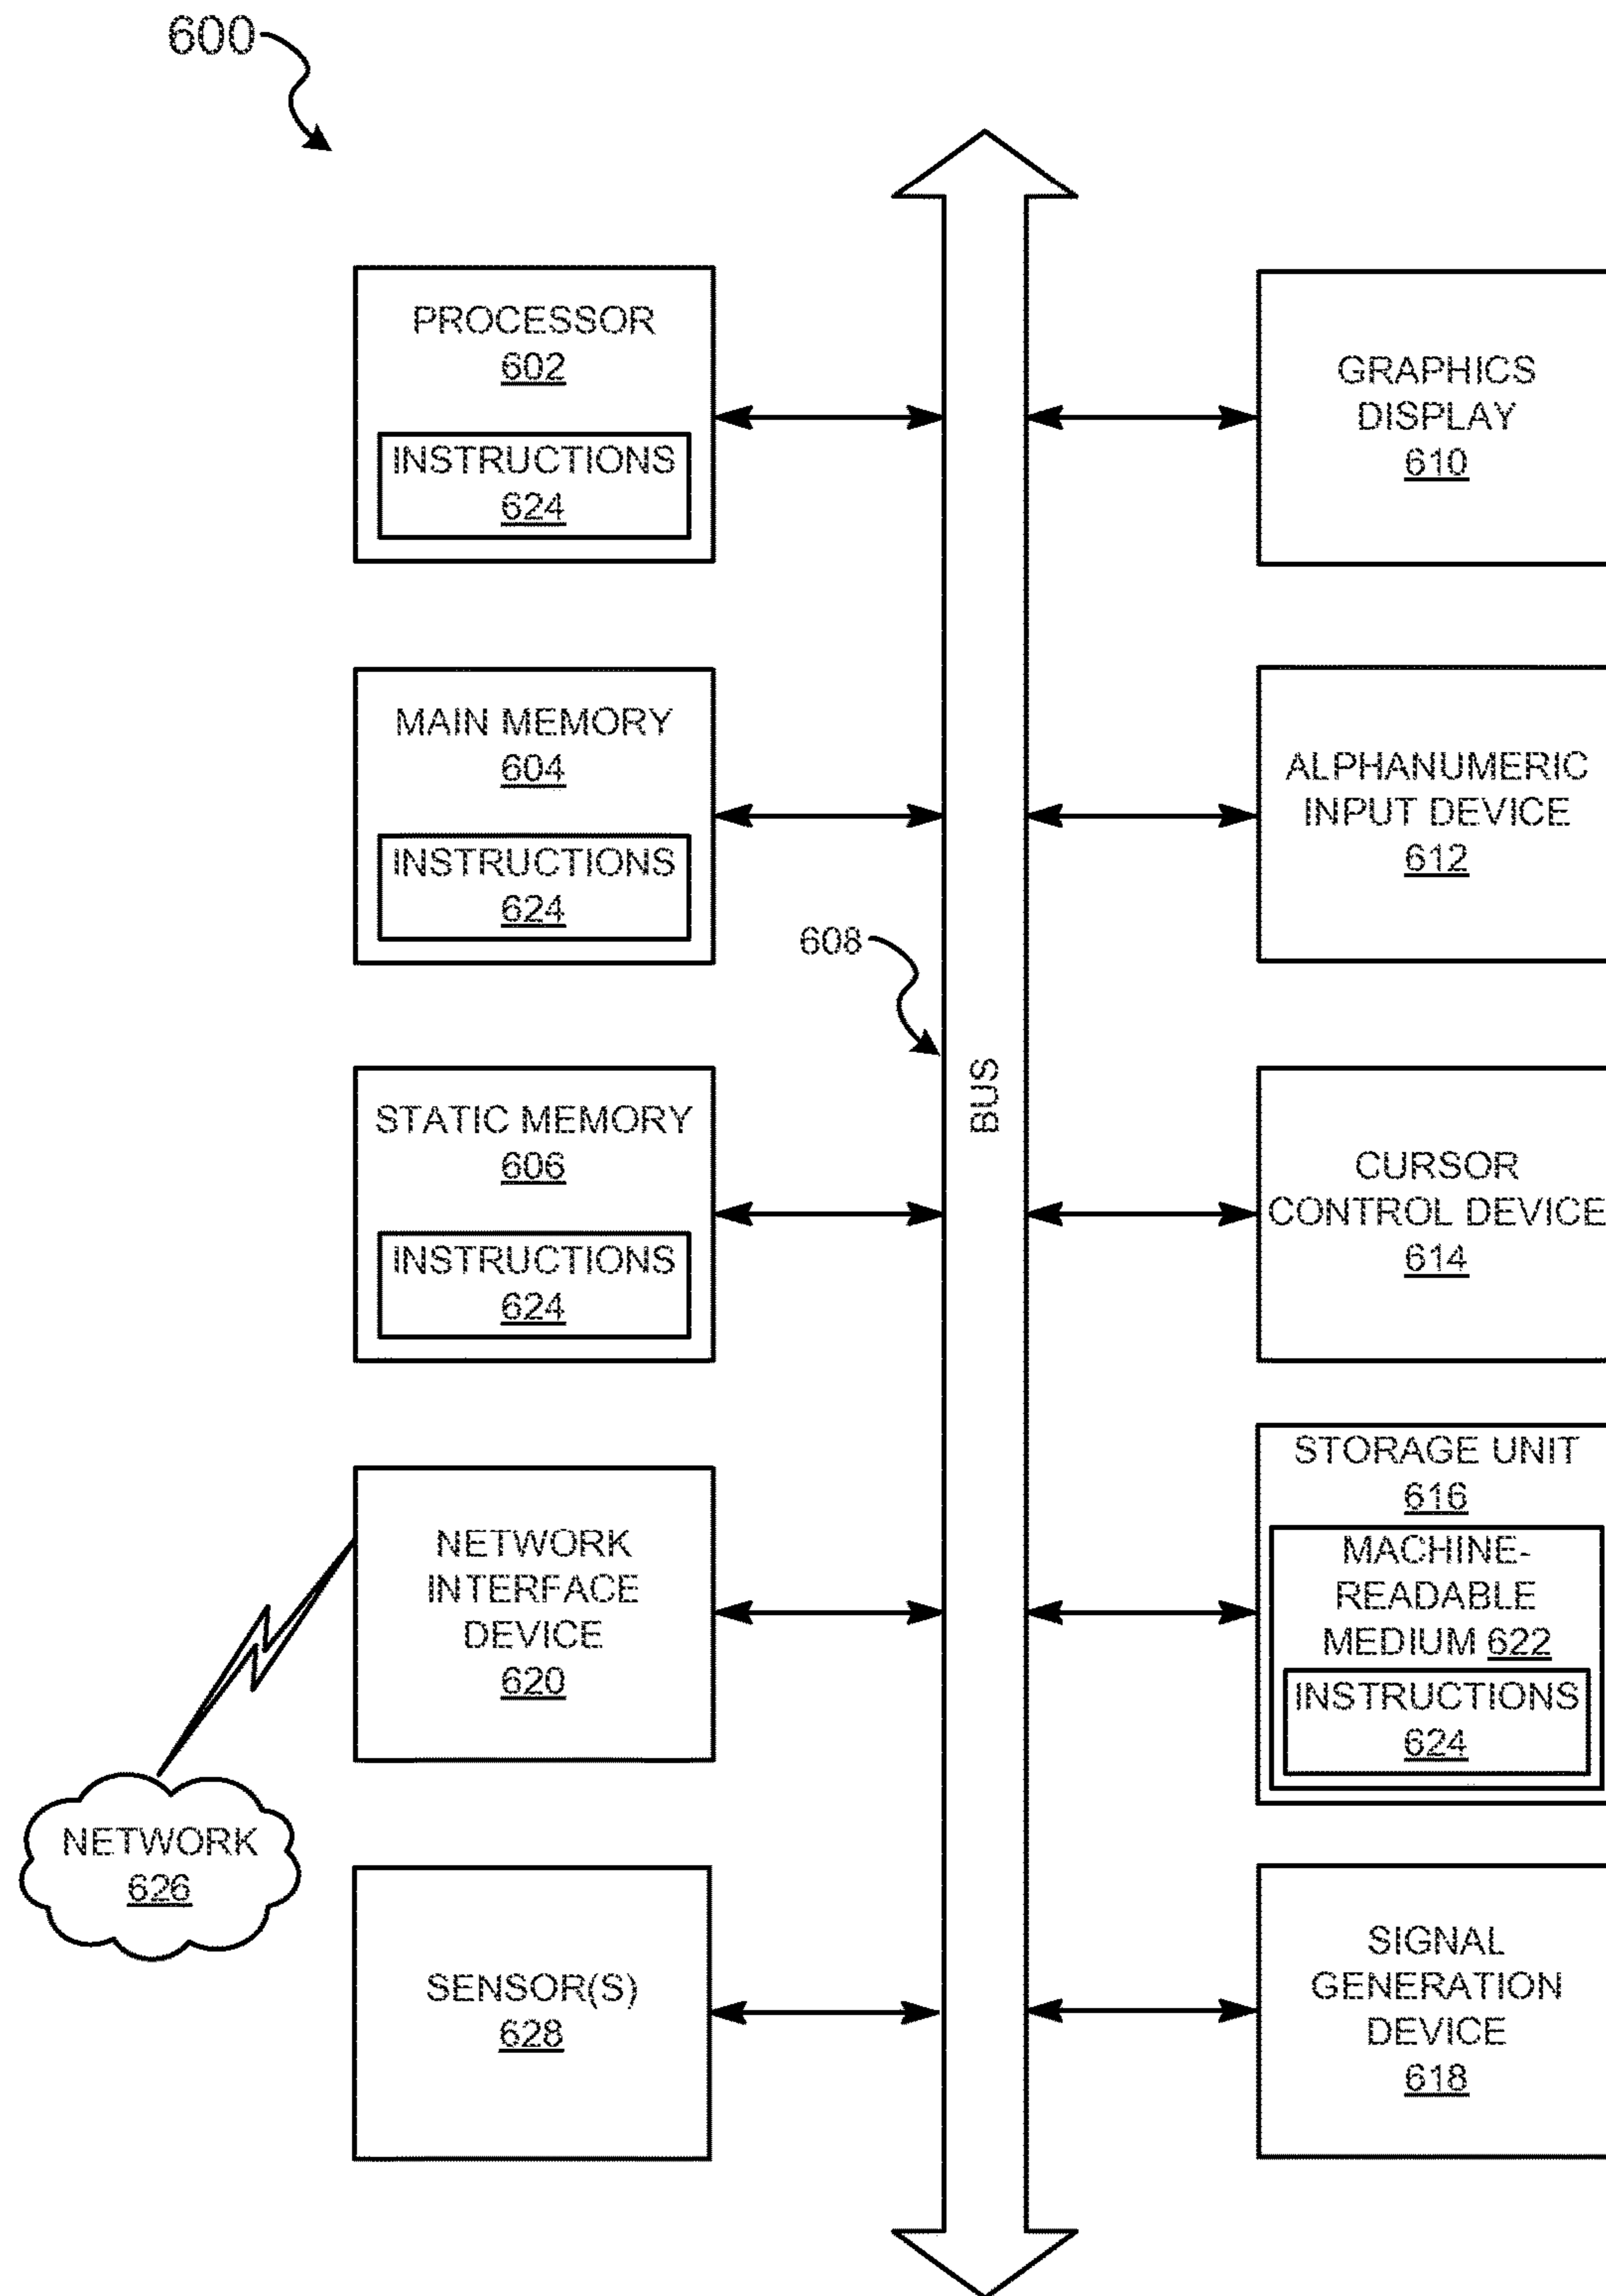 600
PROCESSOR
602
INSTRUCTIONS
624
MAIN MEMORY
604
INSTRUCTIONS
624
STATIC MEMORY
606
INSTRUCTIONS
624
NETWORK
INTERFACE
DEVICE
620
NETWORK
626
SENSOR(S)
628
608
BUS
GRAPHICS
DISPLAY
610
ALPHANUMERIC
INPUT DEVICE
612
CURSOR
CONTROL DEVICE
614
STORAGE UNIT
616
MACHINE-
READABLE
MEDIUM 622
INSTRUCTIONS
624
SIGNAL
GENERATION
DEVICE
618